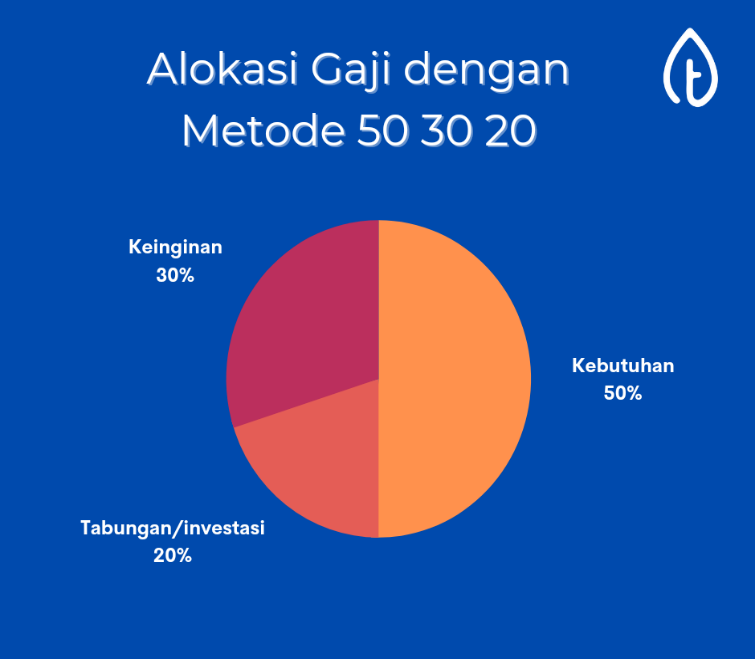 Alokasi Gaji dengan
Metode 50 30 20
t
Keinginan
30%
Kebutuhan
50%
Tabungan/investasi
20%